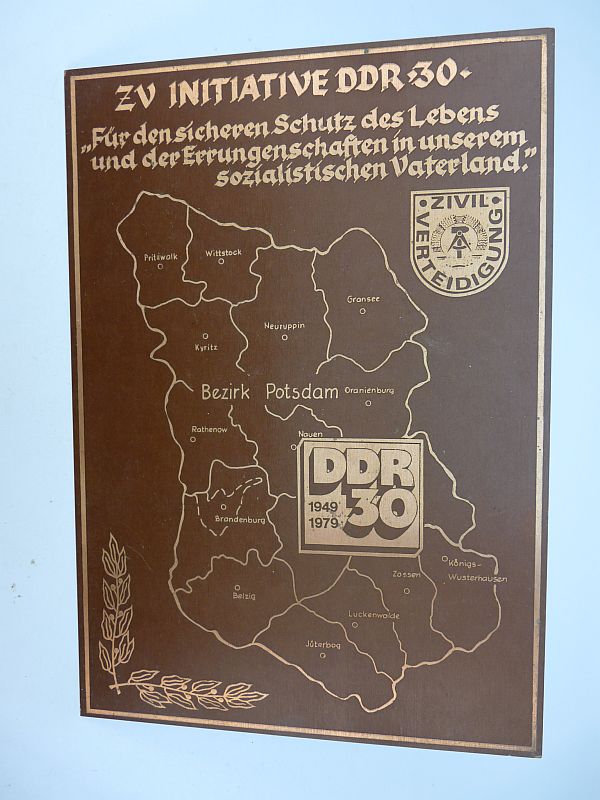 ZV INITIATIVE DDR·30·
„Für den sicheren Schutz des Lebens
und der Errungenschaften in unserem
sozialistischen Vaterland."
· ZIVIL ·
VERTEIDIGUNG
Pritzwalk
Wittstock
Gransee
Neuruppin
Kyritz
Bezirk Potsdam
Oranienburg
Rathenow
Nauen
DDR
30
1949
1979
Brandenburg
Königs-
Wusterhausen
Zossen
Belzig
Luckenwalde
Jüterbog